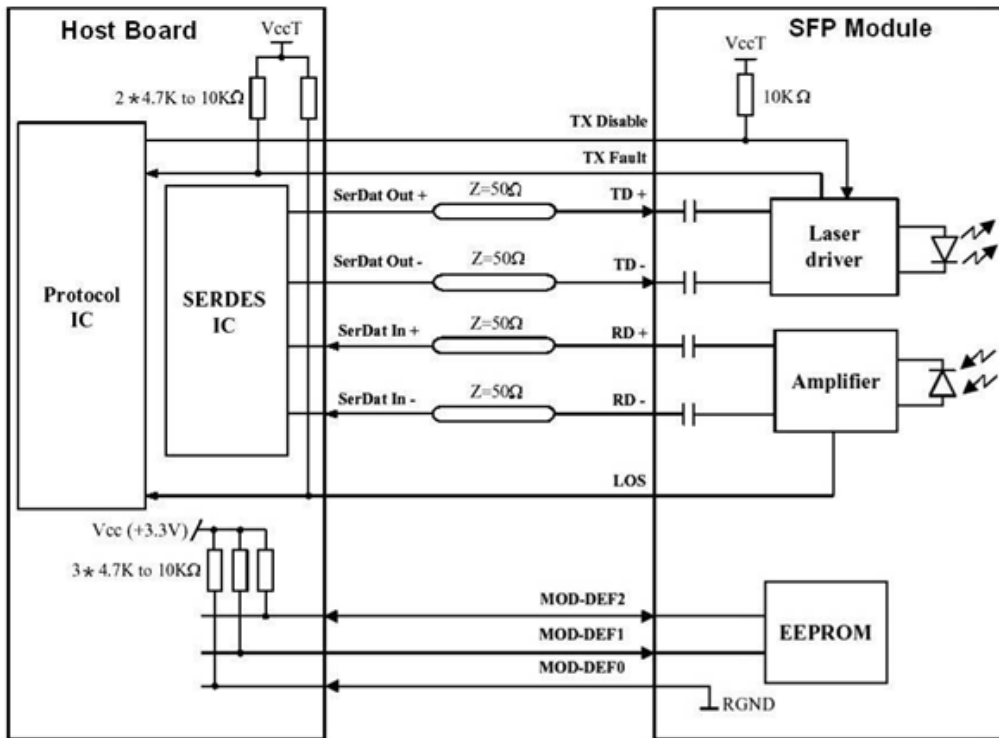 Host Board
SFP Module
VccT
VccT
2*4.7K to 10KΩ
10KΩ
TX Disable
TX Fault
SerDat Out +
Z=50Ω
TD +
Laser
driver
SerDat Out -
Z=50Ω
TD -
Protocol
IC
SERDES
IC
SerDat In +
Z=50Ω
RD +
Amplifier
SerDat In -
Z=50Ω
RD -
LOS
Vcc (+3.3V)
3*4.7K to 10KΩ
MOD-DEF2
MOD-DEF1
MOD-DEF0
EEPROM
RGND